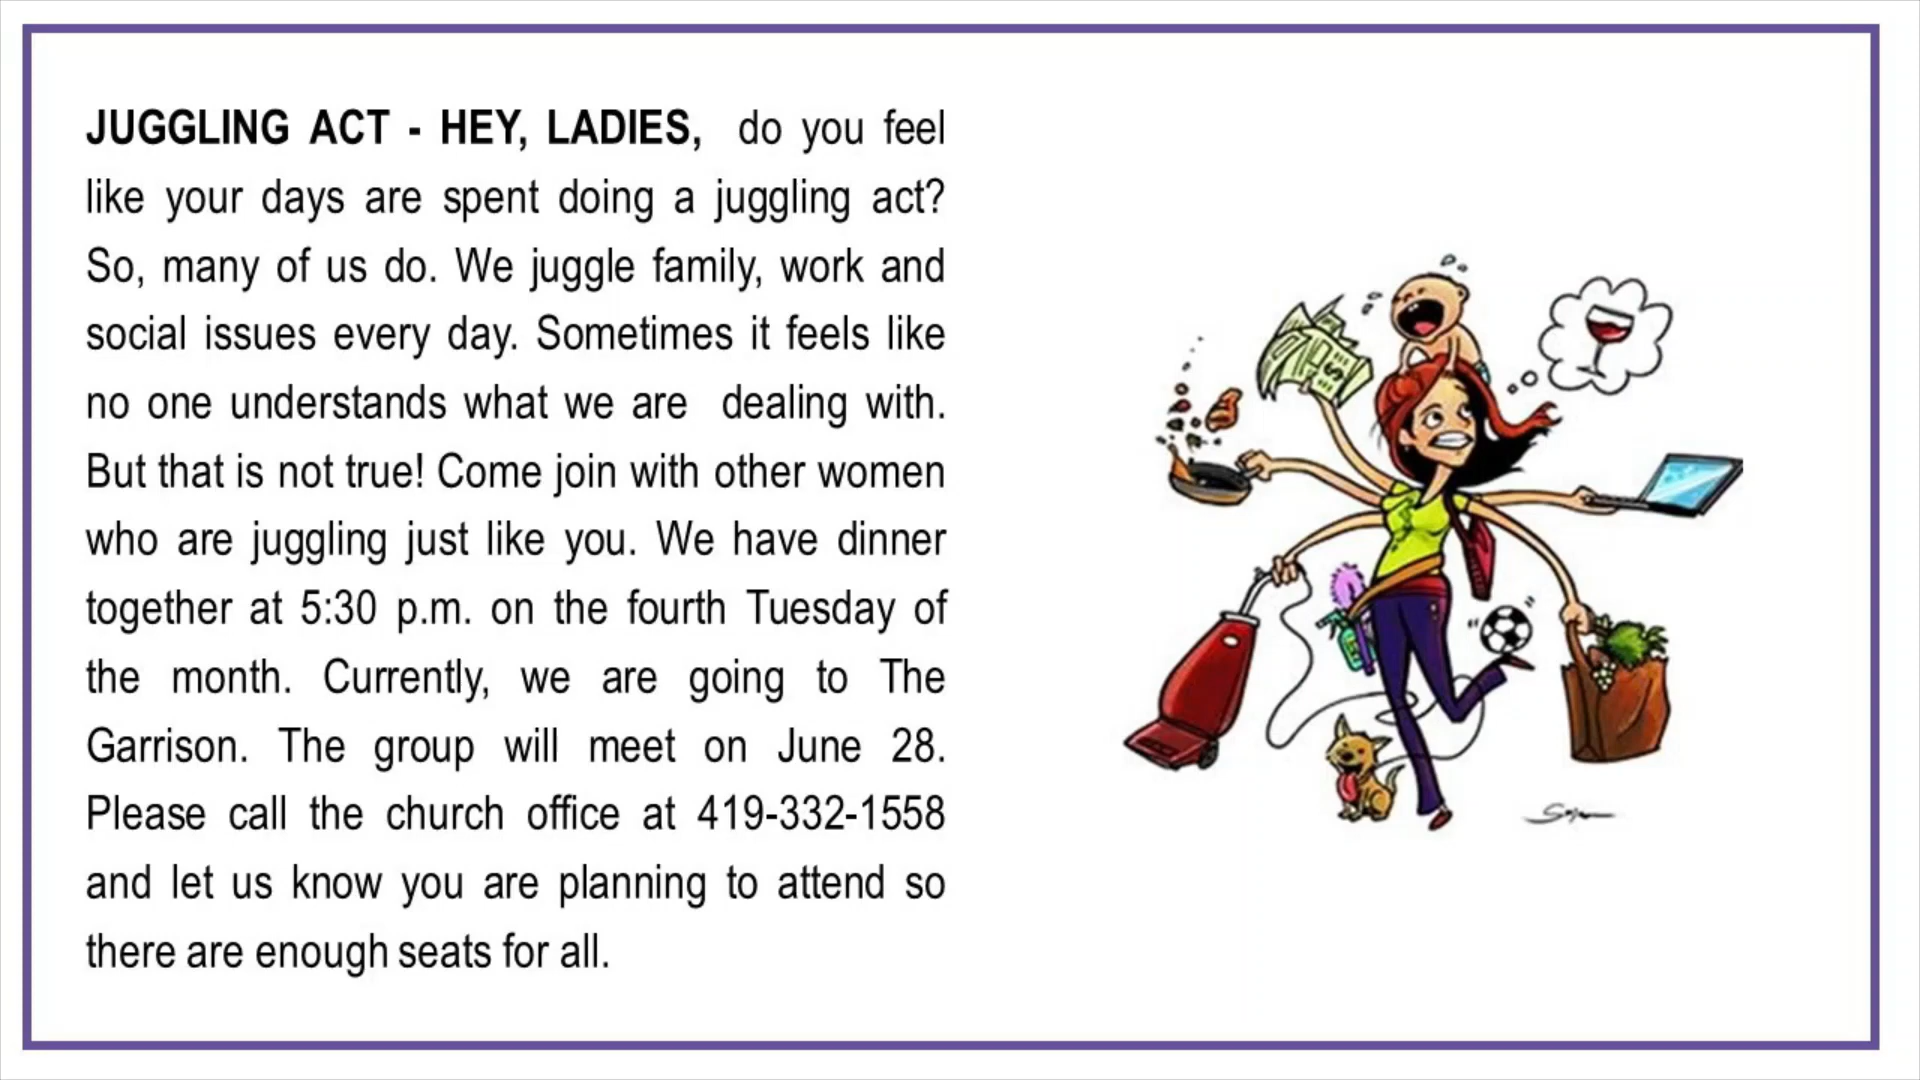 JUGGLING ACT - HEY, LADIES, do you feel
like your days are spent doing a juggling act?
So, many of us do. We juggle family, work and
social issues every day. Sometimes it feels like
no one understands what we are dealing with.
But that is not true! Come join with other women
who are juggling just like you. We have dinner
together at 5:30 p.m. on the fourth Tuesday of
the month. Currently, we are going to The
Garrison. The group will meet on June 28.
Please call the church office at 419-332-1558
and let us know you are planning to attend so
there are enough seats for all.